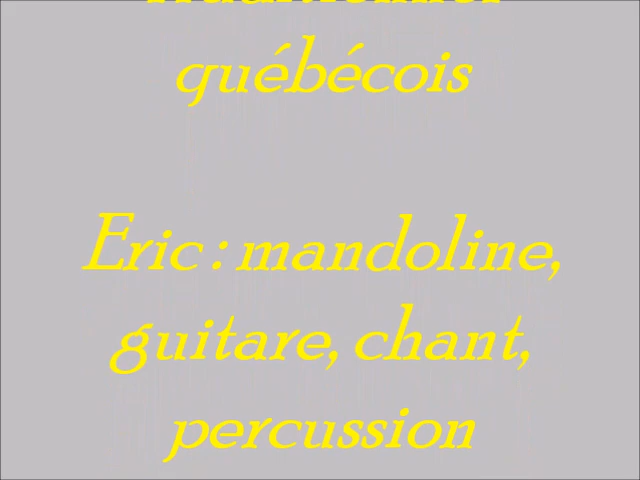 québécois
Eric : mandoline,
guitare, chant,
percussion